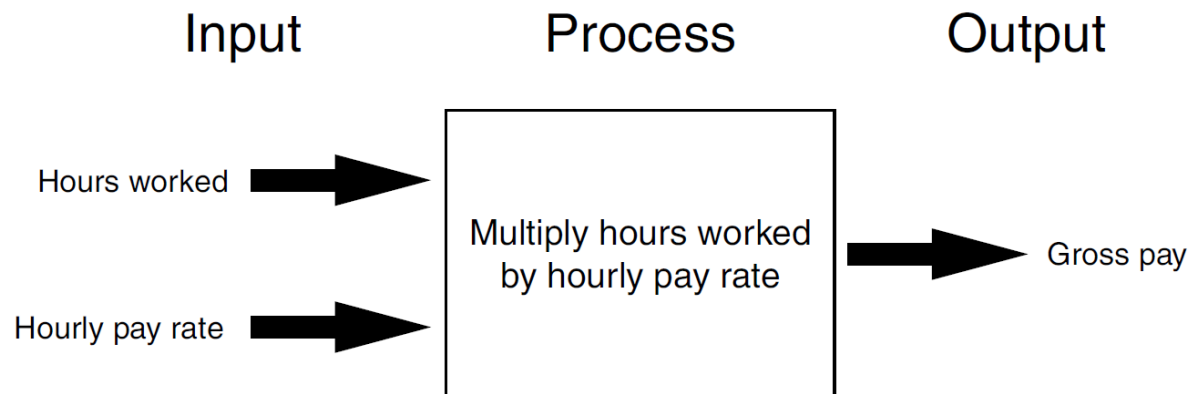 Input
Process
Output
Hours worked
Hourly pay rate
Multiply hours worked
by hourly pay rate
Gross pay